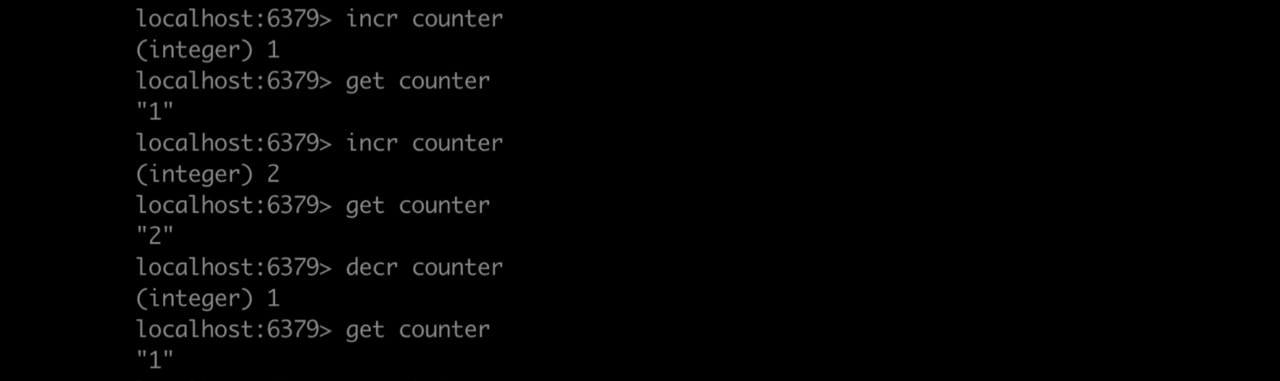 localhost:6379> incr counter
(integer) 1
localhost:6379> get counter
"1"
localhost:6379> incr counter
(integer) 2
localhost:6379> get counter
"2"
localhost:6379> decr counter
(integer) 1
localhost:6379> get counter
"1"